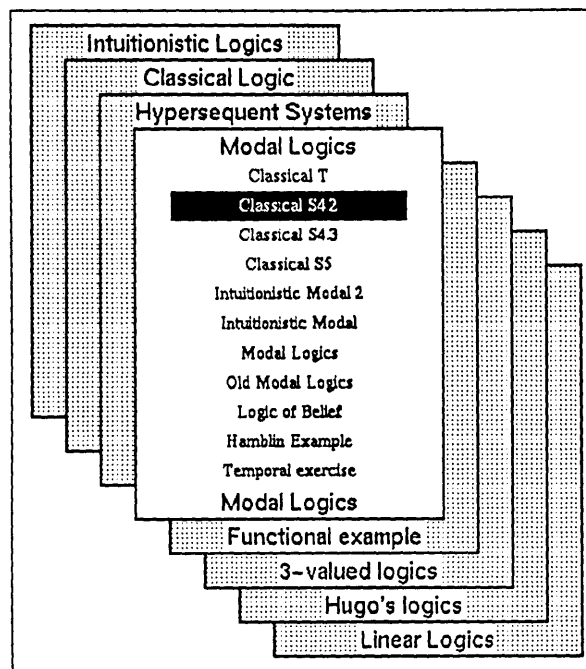 Intuitionistic Logics
Classical Logic
Hypersequent Systems
Modal Logics
Classical T
Classical S4.2
Classical S4.3
Classical S5
Intuitionistic Modal 2
Intuitionistic Modal
Modal Logics
Old Modal Logics
Logic of Belief
Hamblin Example
Temporal exercise
Modal Logics
Functional example
3-valued logics
Hugo's logics
Linear Logics